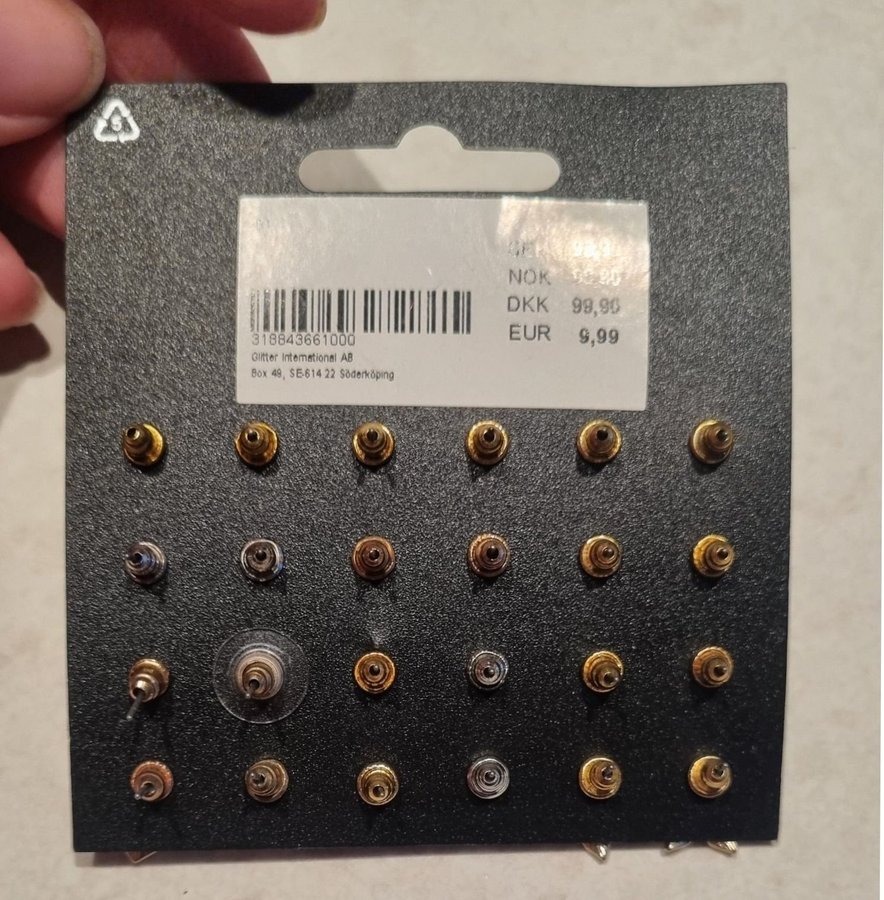 5
NOK
DKK 99,90
EUR 9,99
318843661000
Glitter International AB
Box 49, SE-614 22 Söderköping